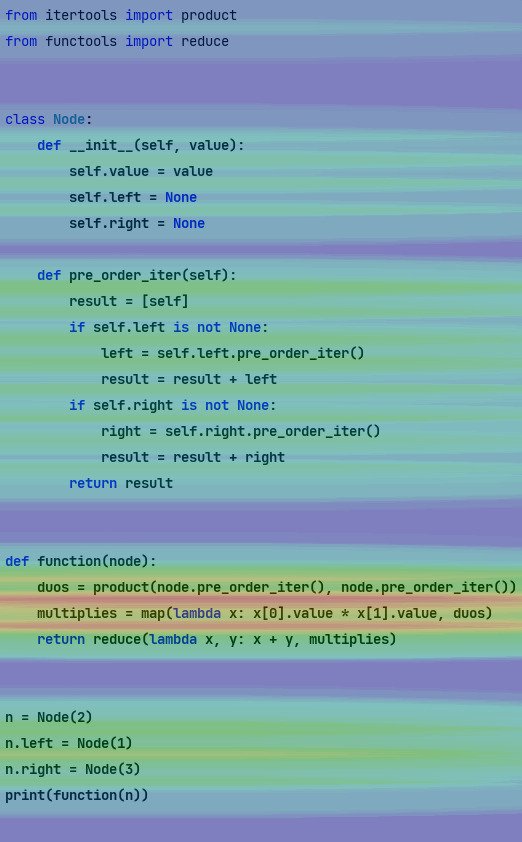 from itertools import product
from functools import reduce


class Node:
    def __init__(self, value):
        self.value = value
        self.left = None
        self.right = None

    def pre_order_iter(self):
        result = [self]
        if self.left is not None:
            left = self.left.pre_order_iter()
            result = result + left
        if self.right is not None:
            right = self.right.pre_order_iter()
            result = result + right
        return result


def function(node):
    duos = product(node.pre_order_iter(), node.pre_order_iter())
    multiplies = map(lambda x: x[0].value * x[1].value, duos)
    return reduce(lambda x, y: x + y, multiplies)


n = Node(2)
n.left = Node(1)
n.right = Node(3)
print(function(n))